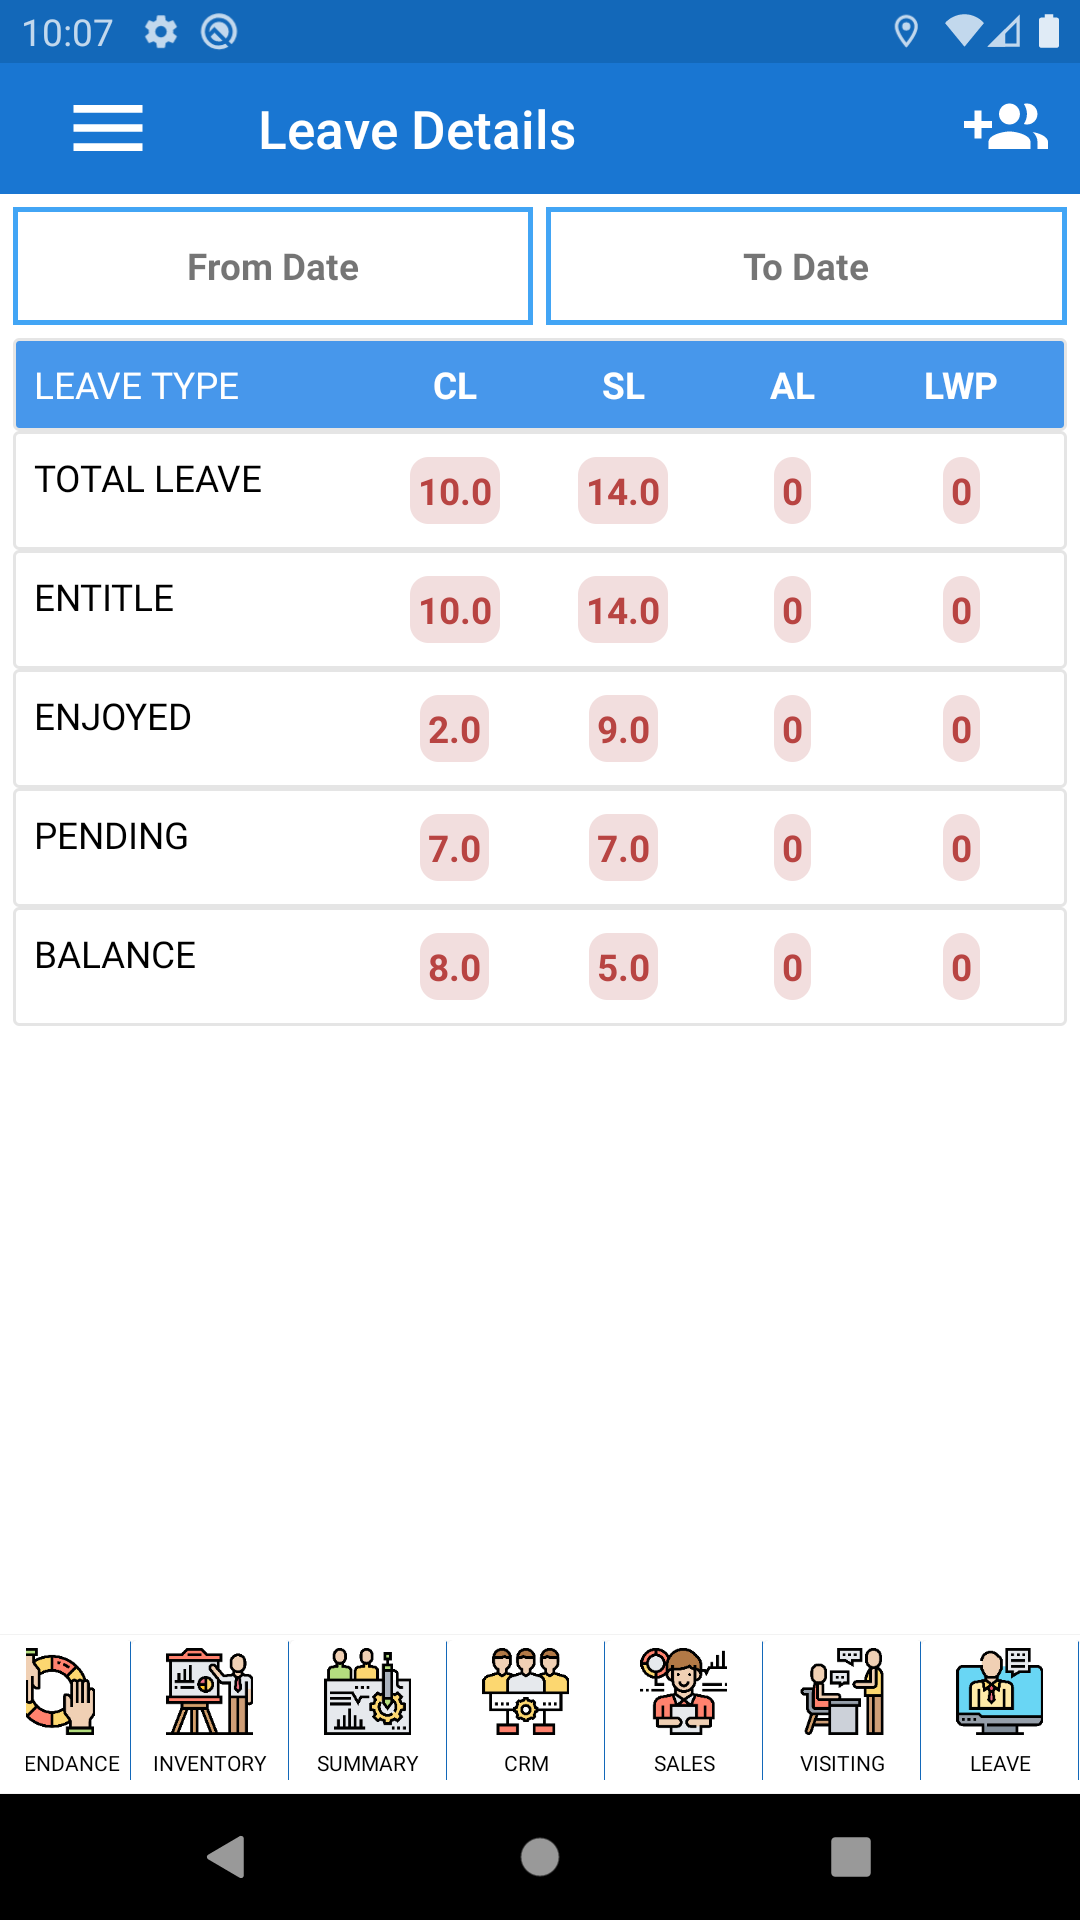 10:07
Leave Details
From Date To Date
LEAVE TYPE CL SL AL LWP
TOTAL LEAVE 10.0 14.0 0 0
ENTITLE 10.0 14.0 0 0
ENJOYED 2.0 9.0 0 0
PENDING 7.0 7.0 0 0
BALANCE 8.0 5.0 0 0
ENDANCE INVENTORY SUMMARY CRM SALES VISITING LEAVE